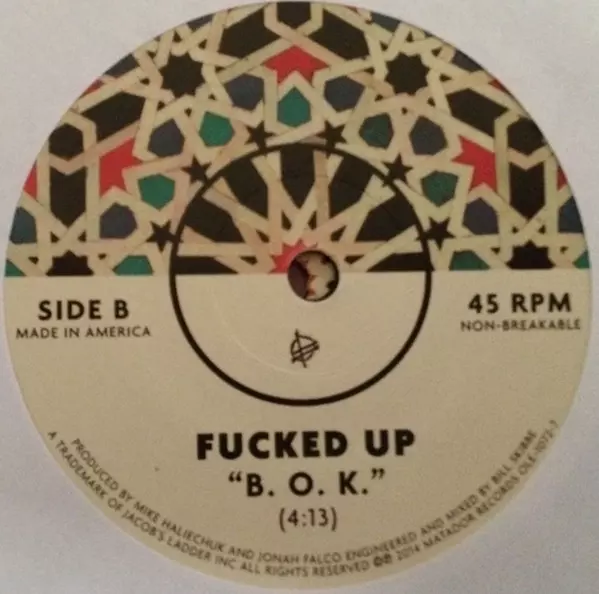 SIDE B
MADE IN AMERICA
45 RPM
NON-BREAKABLE
FUCKED UP
"B. O. K."
(4:13)
PRODUCED BY MIKE HALIECHUK AND JONAH FALCO ENGINEERED AND MIXED BY BILL SKIBBE
A TRADEMARK OF JACOB'S LADDER INC ALL RIGHTS RESERVED ℗© 2014 MATADOR RECORDS OLE-1072-7